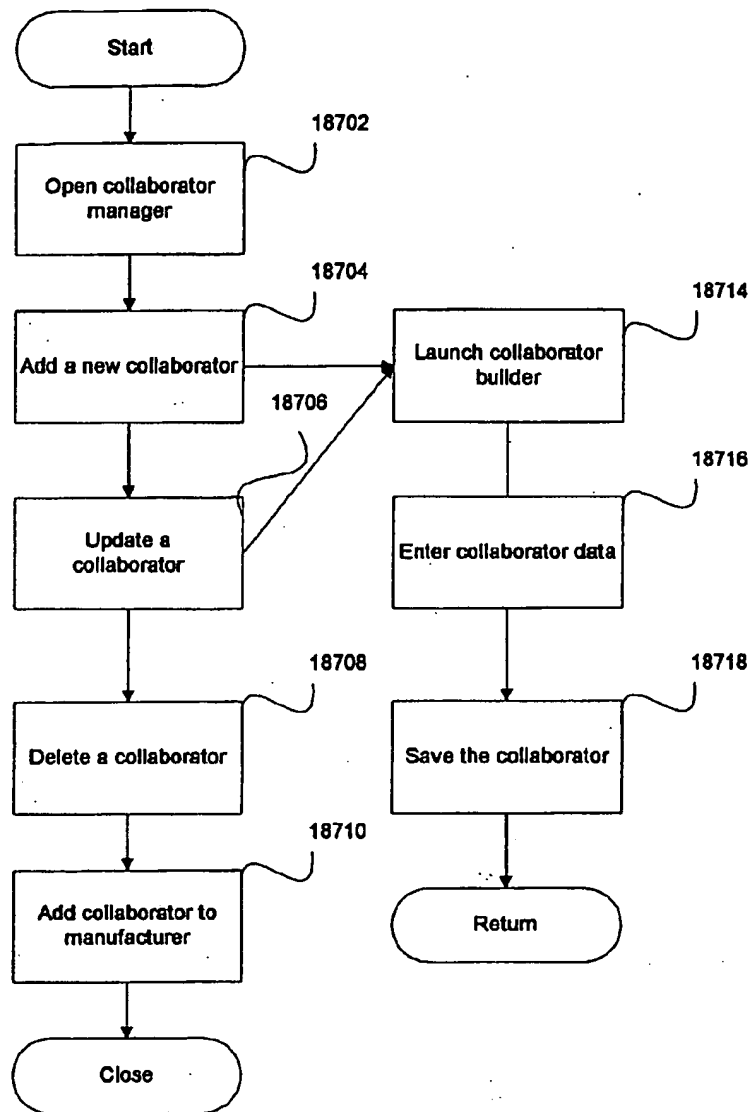 Start
18702
Open collaborator
manager
18704
Add a new collaborator
18714
Launch collaborator
builder
18706
Update a
collaborator
18716
Enter collaborator data
18708
Delete a collaborator
18718
Save the collaborator
18710
Add collaborator to
manufacturer
Return
Close